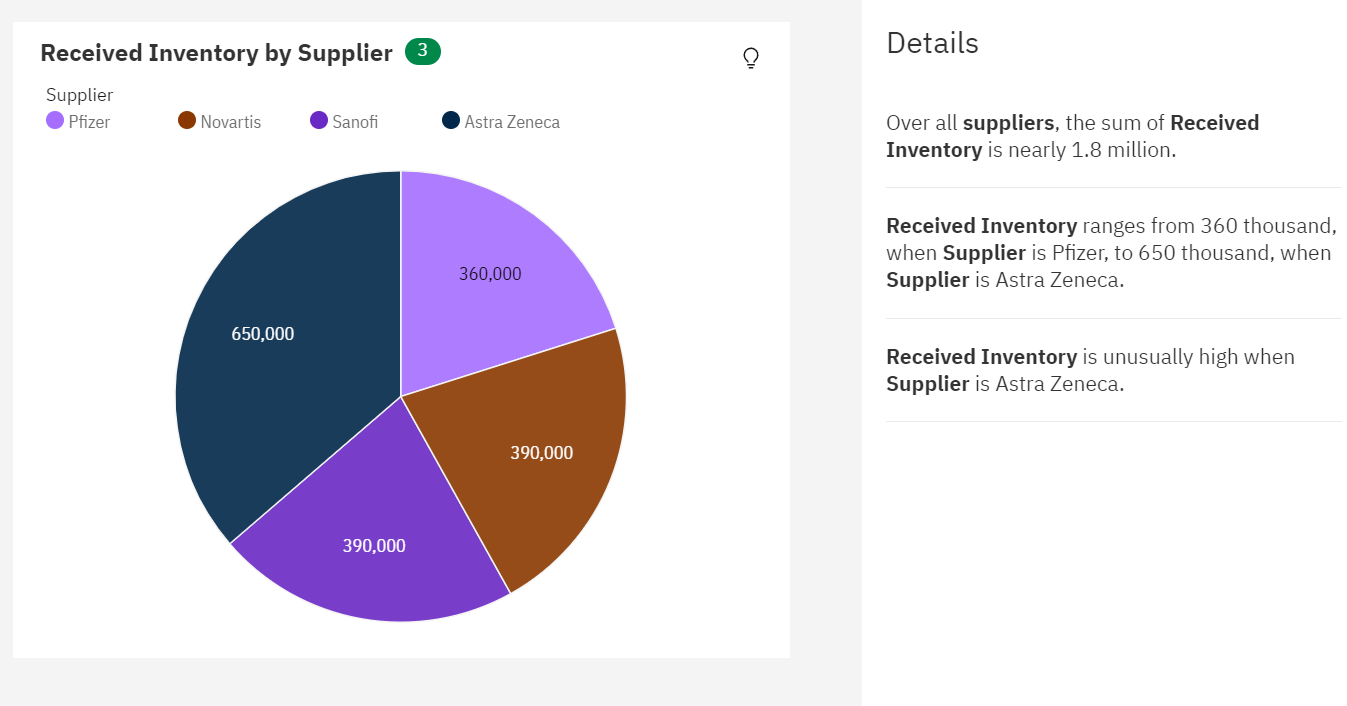 Received Inventory by Supplier 3
Supplier
Pfizer Novartis Sanofi Astra Zeneca
360,000
650,000
390,000
390,000
Details
Over all suppliers, the sum of Received
Inventory is nearly 1.8 million.
Received Inventory ranges from 360 thousand,
when Supplier is Pfizer, to 650 thousand, when
Supplier is Astra Zeneca.
Received Inventory is unusually high when
Supplier is Astra Zeneca.